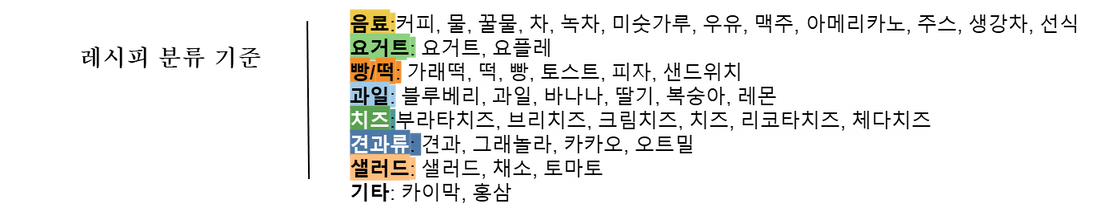 레시피 분류 기준
음료:커피, 물, 꿀물, 차, 녹차, 미숫가루, 우유, 맥주, 아메리카노, 주스, 생강차, 선식
요거트: 요거트, 요플레
빵/떡: 가래떡, 떡, 빵, 토스트, 피자, 샌드위치
과일: 블루베리, 과일, 바나나, 딸기, 복숭아, 레몬
치즈:부라타치즈, 브리치즈, 크림치즈, 치즈, 리코타치즈, 체다치즈
견과류: 견과, 그래놀라, 카카오, 오트밀
샐러드: 샐러드, 채소, 토마토
기타: 카이막, 홍삼